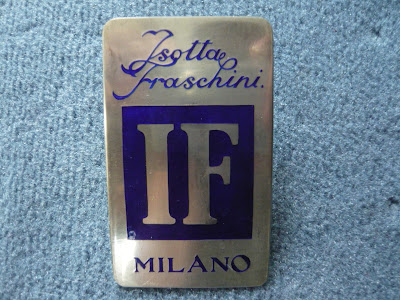 Isotta
Fraschini.
IF
MILANO